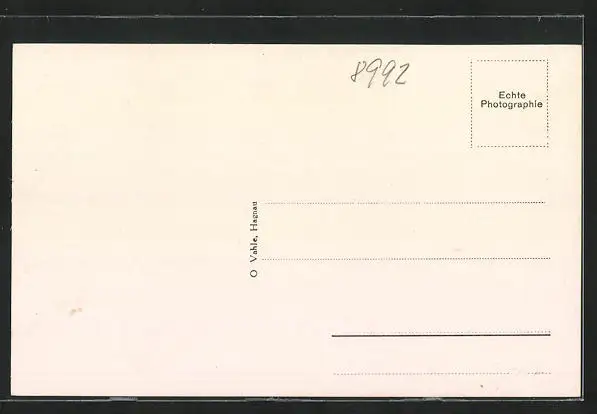 8992
Echte
Photographie
O Vahle, Hagnau